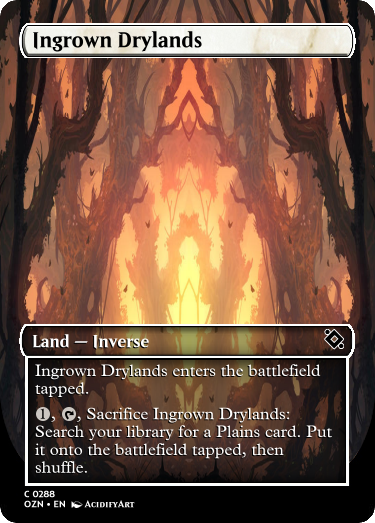 Ingrown Drylands
Land — Inverse
Ingrown Drylands enters the battlefield
tapped.
1, , Sacrifice Ingrown Drylands:
Search your library for a Plains card. Put
it onto the battlefield tapped, then
shuffle.
C 0288
OZN • EN AcidifyArt